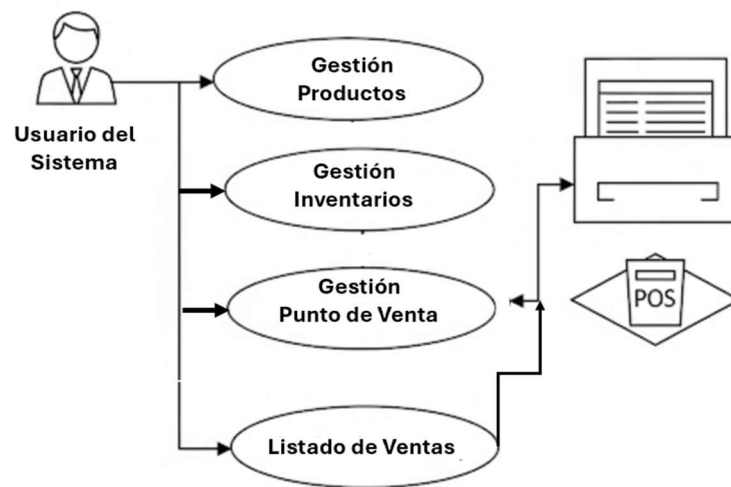 Usuario del
Sistema
Gestión
Productos
Gestión
Inventarios
Gestión
Punto de Venta
Listado de Ventas
POS